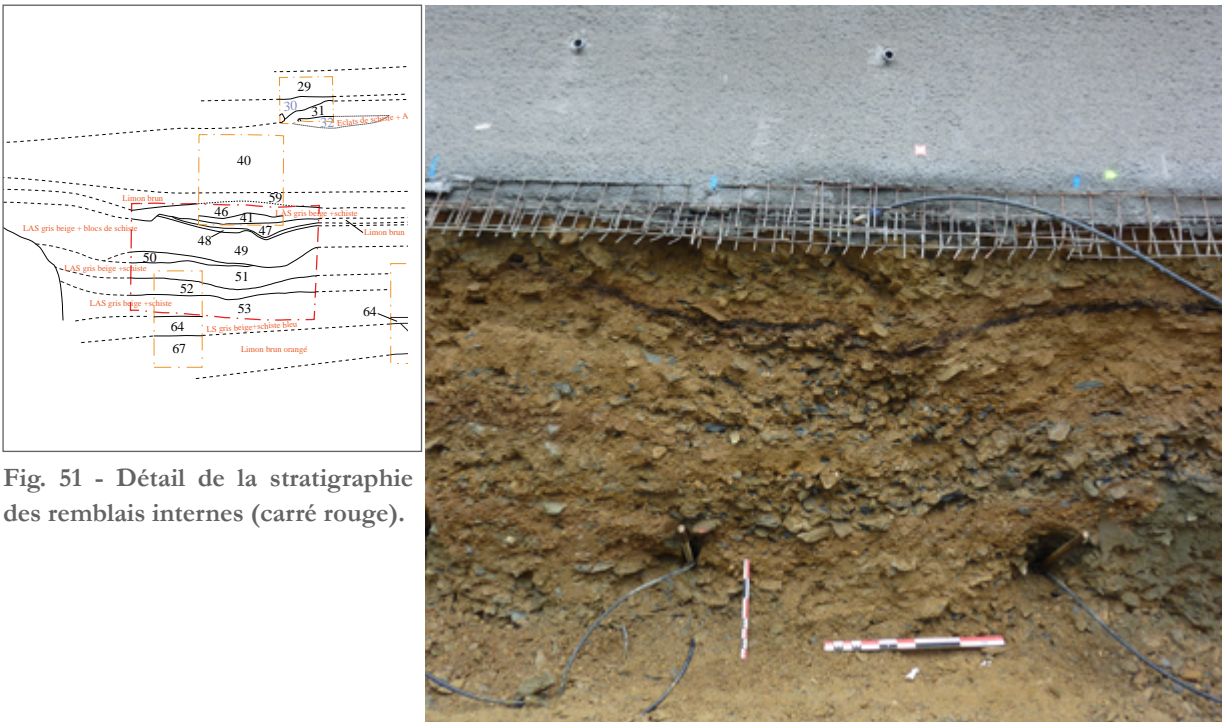 29
30
31
32
Eclats de schiste + A
40
59
Limon brun
46
LAS gris beige +schiste
41
47
LAS gris beige + blocs de schiste
48
Limon brun
49
50
LAS gris beige +schiste
51
52
LAS gris beige +schiste
53
64
LS gris beige+schiste bleu
64
67
Limon brun orangé
Fig. 51 - Détail de la stratigraphie
des remblais internes (carré rouge).